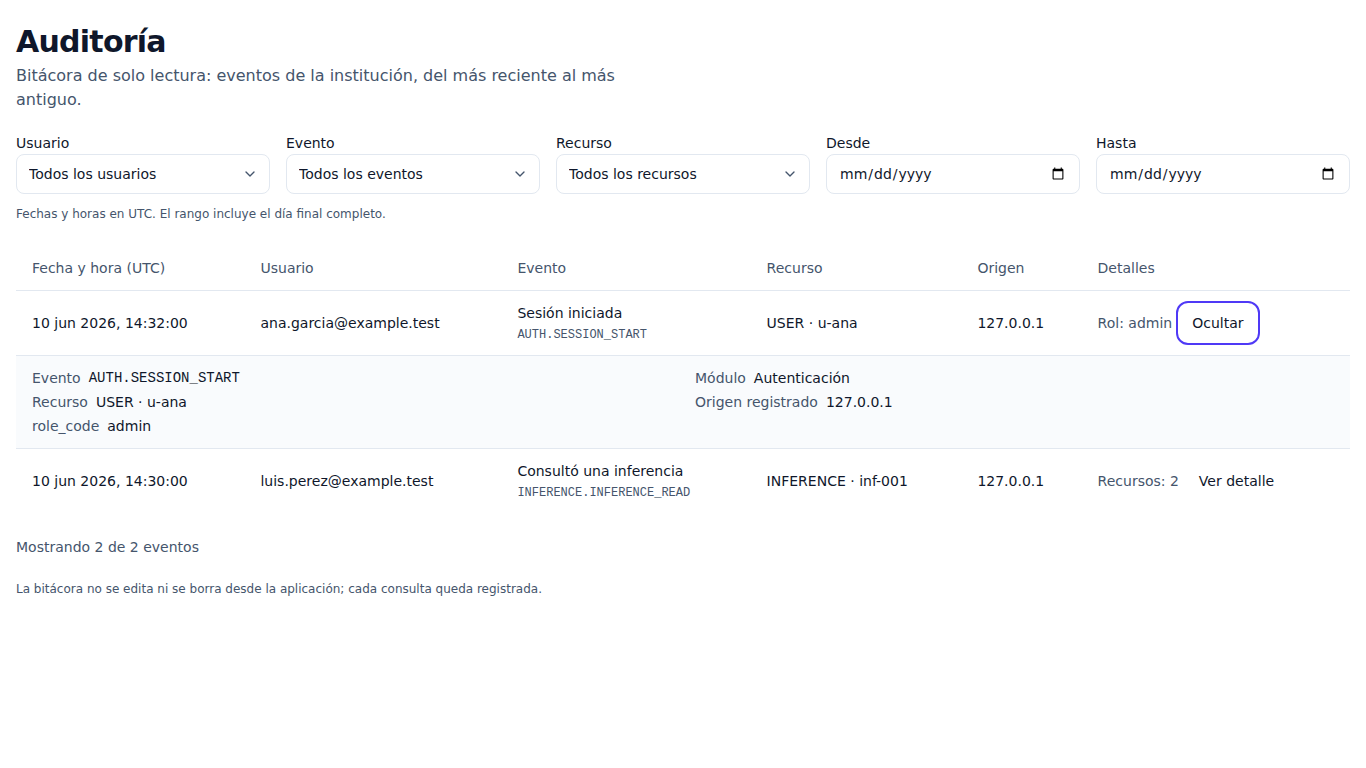 Auditoría
Bitácora de solo lectura: eventos de la institución, del más reciente al más
antiguo.
Usuario Evento Recurso Desde Hasta
Todos los usuarios Todos los eventos Todos los recursos mm/dd/yyyy mm/dd/yyyy
Fechas y horas en UTC. El rango incluye el día final completo.
Fecha y hora (UTC) Usuario Evento Recurso Origen Detalles
10 jun 2026, 14:32:00 ana.garcia@example.test Sesión iniciada USER · u-ana 127.0.0.1 Rol: admin Ocultar
AUTH.SESSION_START
Evento AUTH.SESSION_START Módulo Autenticación
Recurso USER · u-ana Origen registrado 127.0.0.1
role_code admin
10 jun 2026, 14:30:00 luis.perez@example.test Consultó una inferencia INFERENCE · inf-001 127.0.0.1 Recursos: 2 Ver detalle
INFERENCE.INFERENCE_READ
Mostrando 2 de 2 eventos
La bitácora no se edita ni se borra desde la aplicación; cada consulta queda registrada.